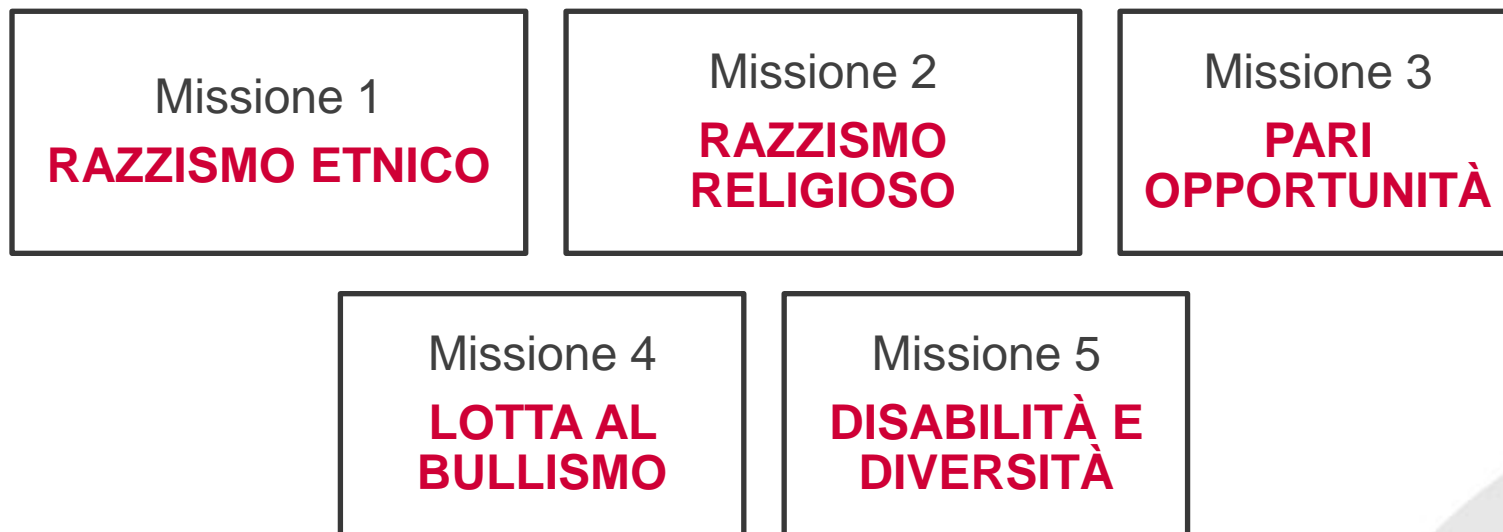 Missione 1
RAZZISMO ETNICO
Missione 2
RAZZISMO
RELIGIOSO
Missione 3
PARI
OPPORTUNITÀ
Missione 4
LOTTA AL
BULLISMO
Missione 5
DISABILITÀ E
DIVERSITÀ